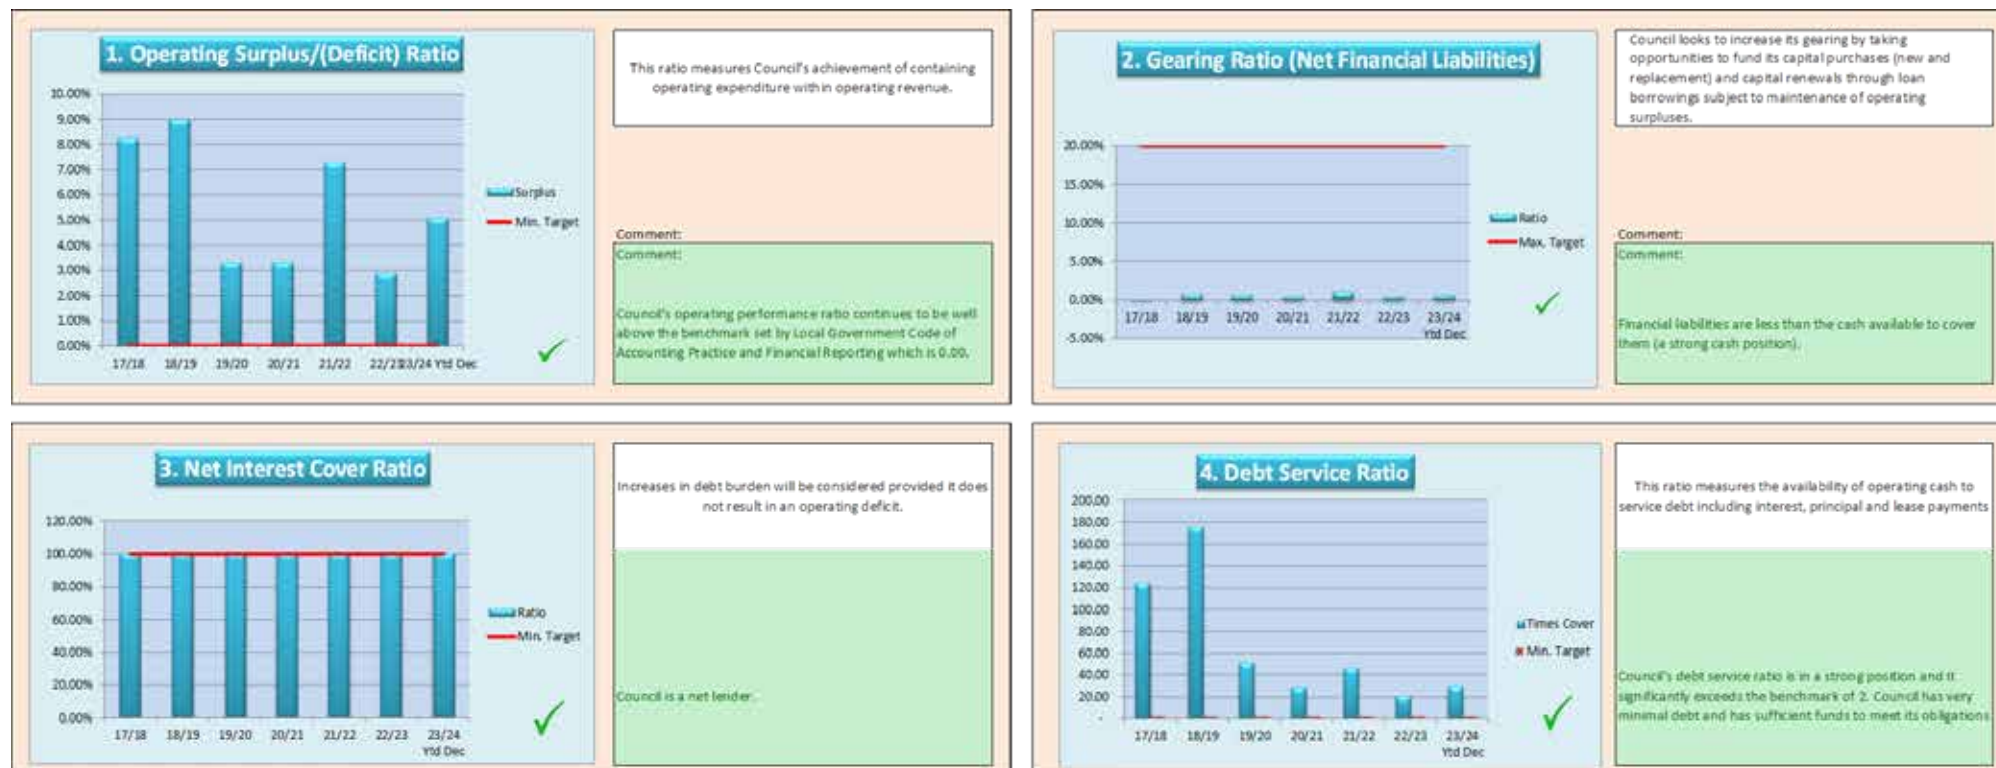 1. Operating Surplus/(Deficit) Ratio
10.00%
9.00%
8.00%
7.00%
6.00%
5.00%
4.00%
3.00%
2.00%
1.00%
0.00%
17/18 18/19 19/20 20/21 21/22 22/23 23/24 Ytd Dec
Surplus
Min. Target
This ratio measures Council's achievement of containing
operating expenditure within operating revenue.
Comment:
Comment:
Council's operating performance ratio continues to be well
above the benchmark set by Local Government Code of
Accounting Practice and Financial Reporting which is 0.00.
2. Gearing Ratio (Net Financial Liabilities)
20.00%
15.00%
10.00%
5.00%
0.00%
-5.00%
17/18 18/19 19/20 20/21 21/22 22/23 23/24
Ytd Dec
Ratio
Max. Target
Council looks to increase its gearing by taking
opportunities to fund its capital purchases (new and
replacement) and capital renewals through loan
borrowings subject to maintenance of operating
surpluses.
Comment:
Comment:
Financial liabilities are less than the cash available to cover
them (a strong cash position).
3. Net Interest Cover Ratio
120.00%
100.00%
80.00%
60.00%
40.00%
20.00%
0.00%
17/18 18/19 19/20 20/21 21/22 22/23 23/24
Ytd Dec
Ratio
Min. Target
Increases in debt burden will be considered provided it does
not result in an operating deficit.
Council is a net lender.
4. Debt Service Ratio
200.00
180.00
160.00
140.00
120.00
100.00
80.00
60.00
40.00
20.00
-
17/18 18/19 19/20 20/21 21/22 22/23 23/24
Ytd Dec
Times Cover
Min. Target
This ratio measures the availability of operating cash to
service debt including interest, principal and lease payments
Council's debt service ratio is in a strong position and it
significantly exceeds the benchmark of 2. Council has very
minimal debt and has sufficient funds to meet its obligations